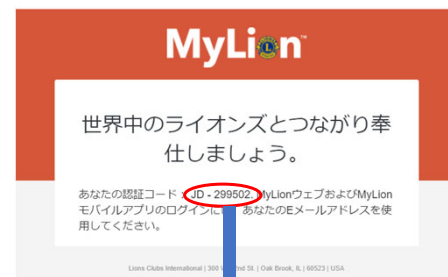 MyLion™
世界中のライオンズとつながり奉
仕しましょう。
あなたの認証コード： JD - 299502. MyLionウェブおよびMyLion
モバイルアプリのログインに あなたのEメールアドレスを使
用してください。
Lions Clubs International | 300 W 22nd St. | Oak Brook, IL | 60523 | USA